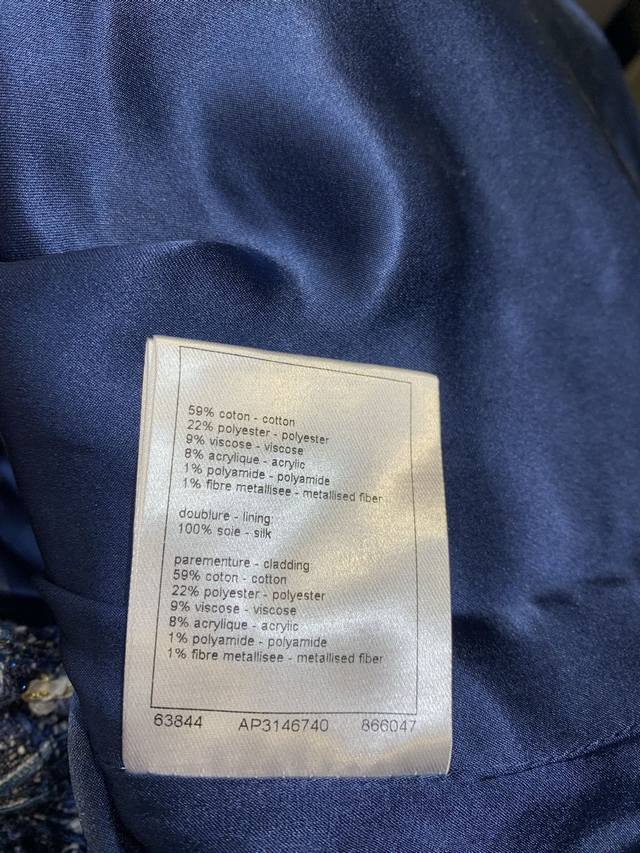 59% coton - cotton
22% polyester - polyester
9% viscose - viscose
8% acrylique - acrylic
1% polyamide - polyamide
1% fibre metallisee - metallised fiber
doublure - lining:
100% soie - silk
parementure - cladding
59% coton - cotton
22% polyester - polyester
9% viscose - viscose
8% acrylique - acrylic
1% polyamide - polyamide
1% fibre metallisee - metallised fiber
63844 AP3146740 866047